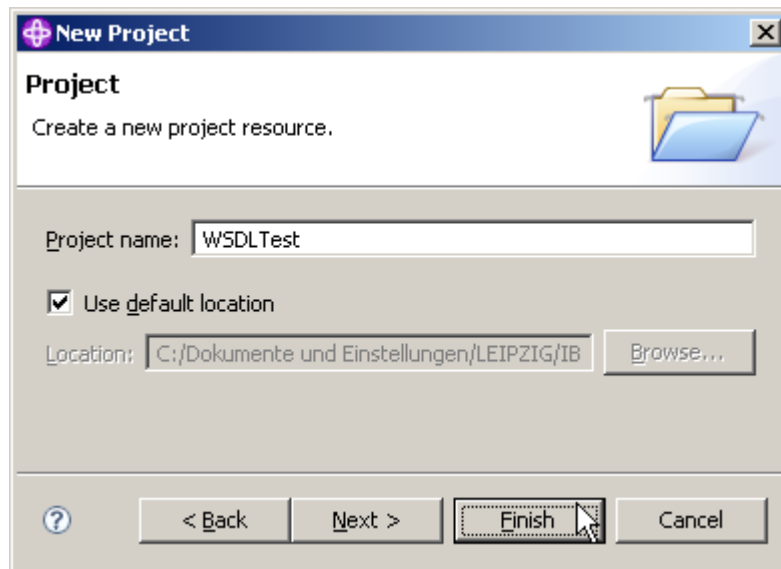 New Project
Project
Create a new project resource.
Project name: WSDLTest
Use default location
Location: C:/Dokumente und Einstellungen/LEIPZIG/IB Browse...
? < Back Next > Finish Cancel